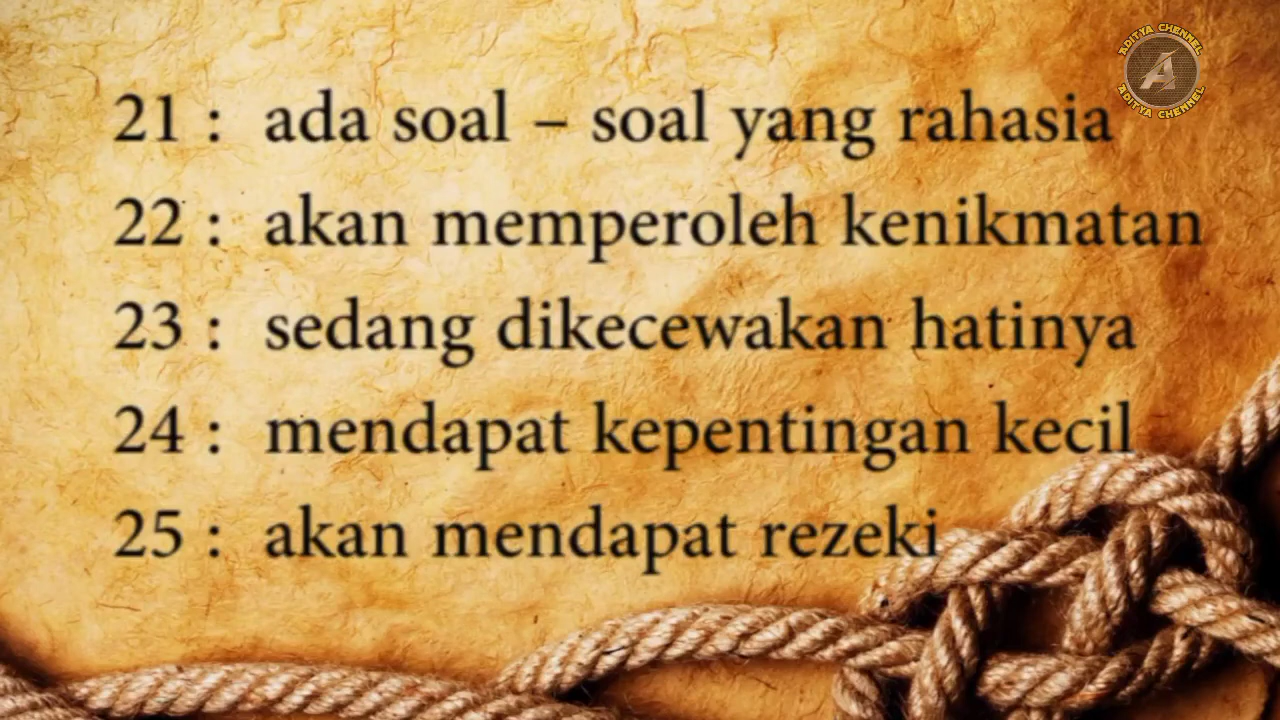 ADITYA CHENNEL
A
ADITYA CHENNEL
21 : ada soal – soal yang rahasia
22 : akan memperoleh kenikmatan
23 : sedang dikecewakan hatinya
24 : mendapat kepentingan kecil
25 : akan mendapat rezeki